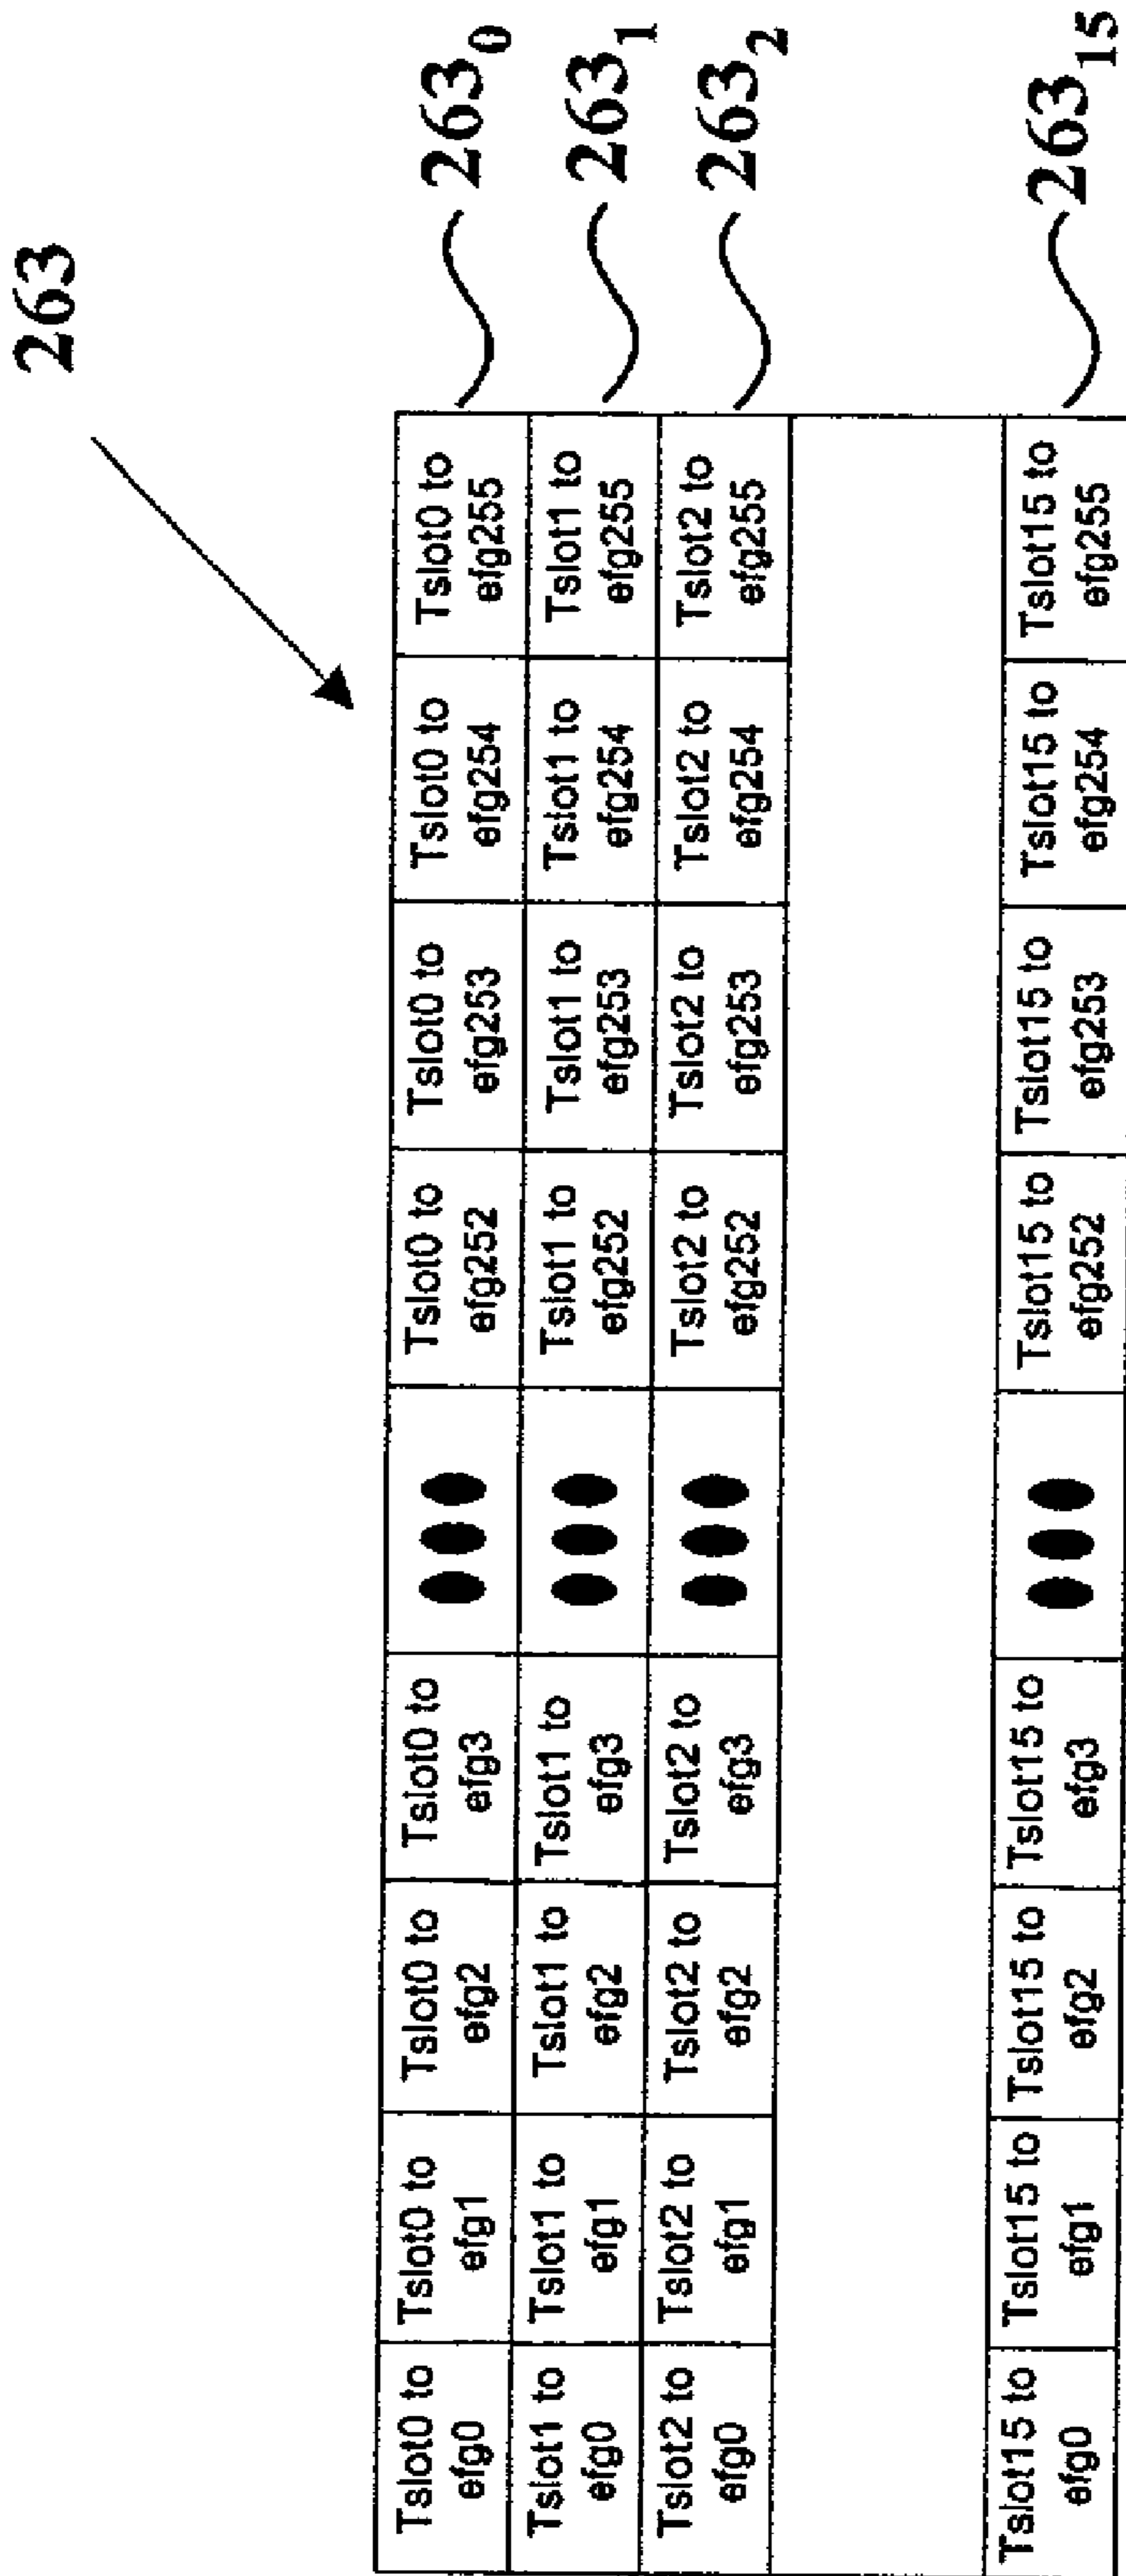 263
Tslot0 to efg0
Tslot0 to efg1
Tslot0 to efg2
Tslot0 to efg3
Tslot0 to efg252
Tslot0 to efg253
Tslot0 to efg254
Tslot0 to efg255
263₀
Tslot1 to efg0
Tslot1 to efg1
Tslot1 to efg2
Tslot1 to efg3
Tslot1 to efg252
Tslot1 to efg253
Tslot1 to efg254
Tslot1 to efg255
263₁
Tslot2 to efg0
Tslot2 to efg1
Tslot2 to efg2
Tslot2 to efg3
Tslot2 to efg252
Tslot2 to efg253
Tslot2 to efg254
Tslot2 to efg255
263₂
Tslot15 to efg0
Tslot15 to efg1
Tslot15 to efg2
Tslot15 to efg3
Tslot15 to efg252
Tslot15 to efg253
Tslot15 to efg254
Tslot15 to efg255
263₁₅